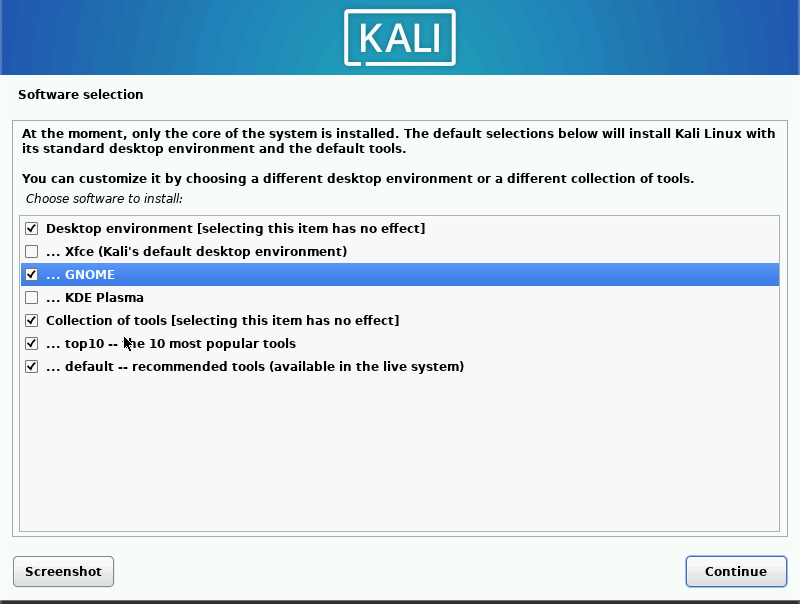 KALI
Software selection
At the moment, only the core of the system is installed. The default selections below will install Kali Linux with
its standard desktop environment and the default tools.
You can customize it by choosing a different desktop environment or a different collection of tools.
Choose software to install:
Desktop environment [selecting this item has no effect]
... Xfce (Kali's default desktop environment)
... GNOME
... KDE Plasma
Collection of tools [selecting this item has no effect]
... top10 -- the 10 most popular tools
... default -- recommended tools (available in the live system)
Screenshot
Continue